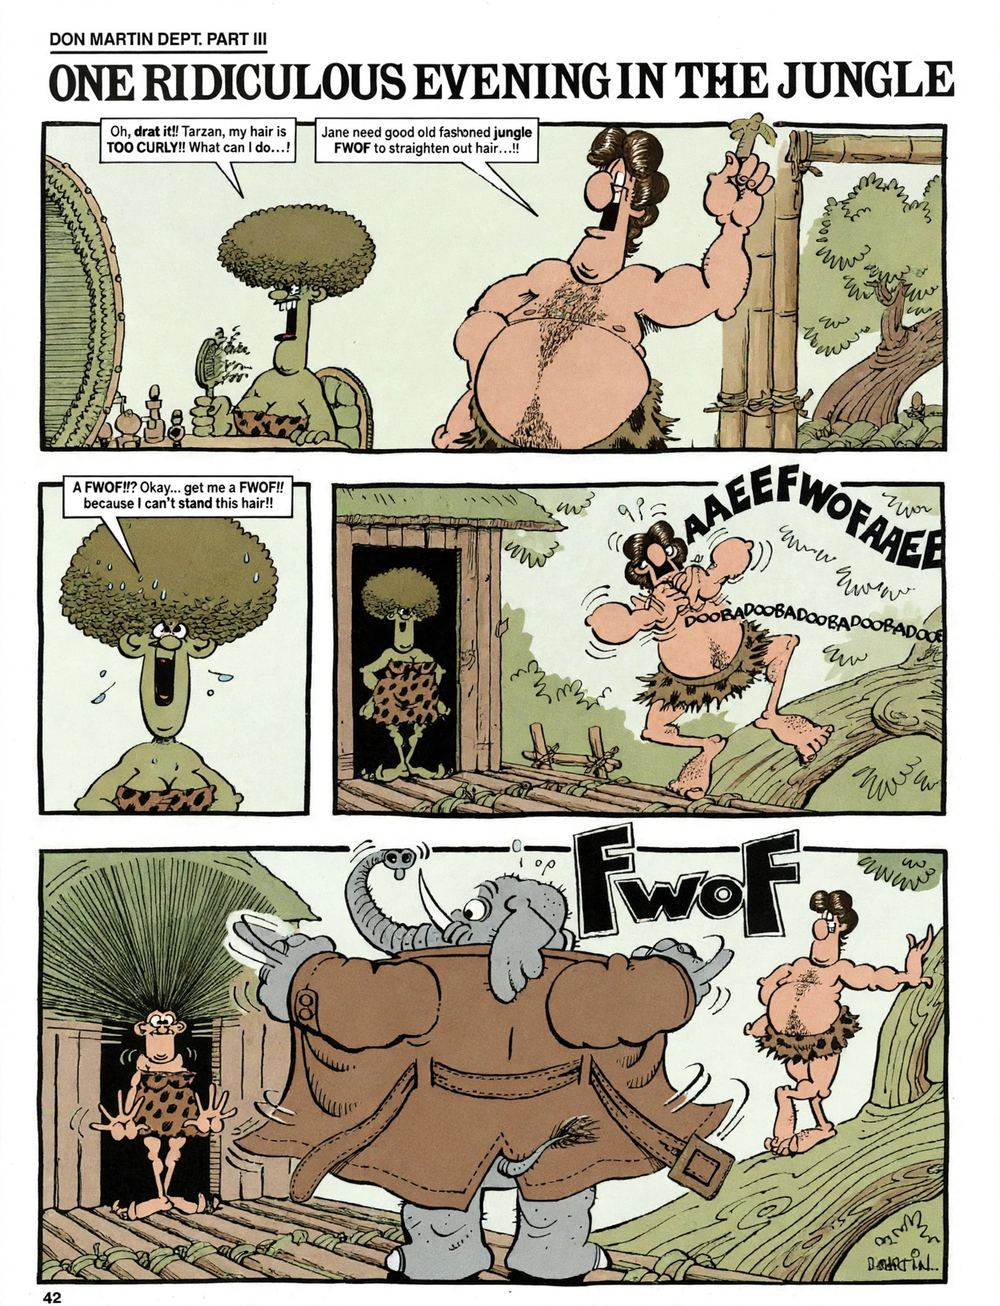 DON MARTIN DEPT. PART III
ONE RIDICULOUS EVENING IN THE JUNGLE
Oh, drat it!! Tarzan, my hair is
TOO CURLY!! What can I do...!
Jane need good old fashoned jungle
FWOF to straighten out hair...!!
A FWOF!!? Okay... get me a FWOF!!
because I can't stand this hair!!
AAEEFWOFAAEE
DOOBADOOBADOOBADOOBADOOB
FWOF
DMARTIN..
42